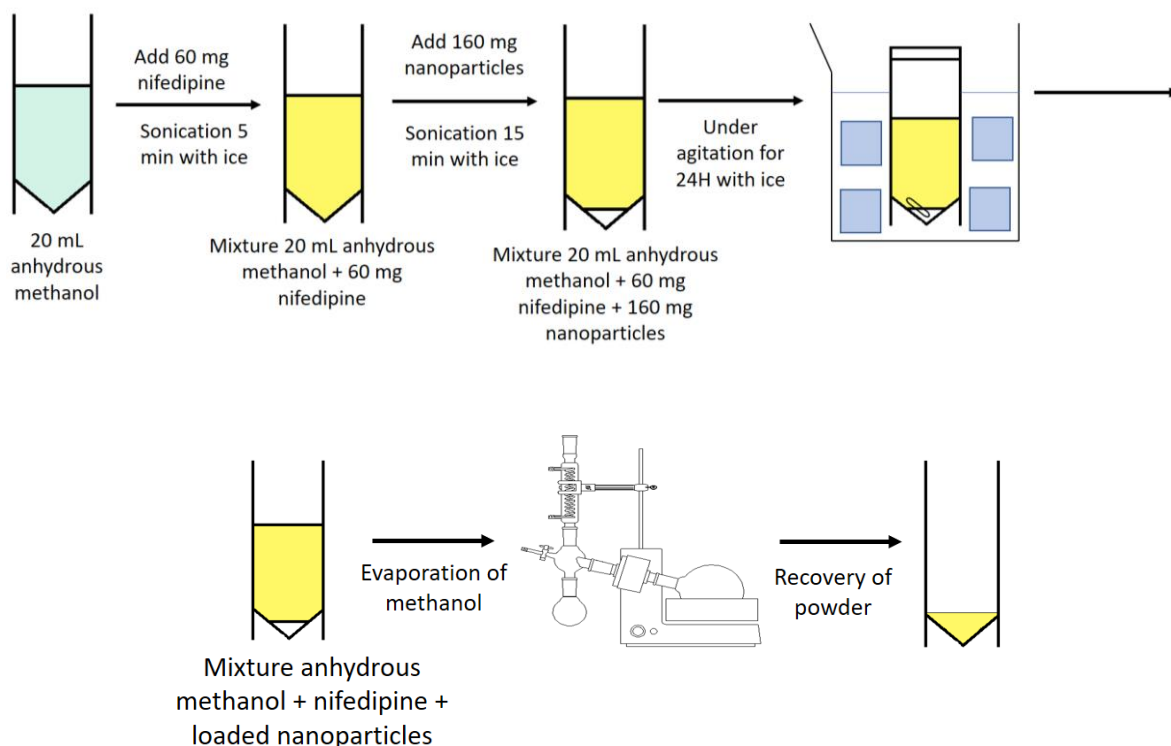 Add 60 mg
nifedipine
Sonication 5
min with ice
Add 160 mg
nanoparticles
Sonication 15
min with ice
Under
agitation for
24H with ice
20 mL
anhydrous
methanol
Mixture 20 mL anhydrous
methanol + 60 mg
nifedipine
Mixture 20 mL anhydrous
methanol + 60 mg
nifedipine + 160 mg
nanoparticles
Evaporation of
methanol
Recovery of
powder
Mixture anhydrous
methanol + nifedipine +
loaded nanoparticles